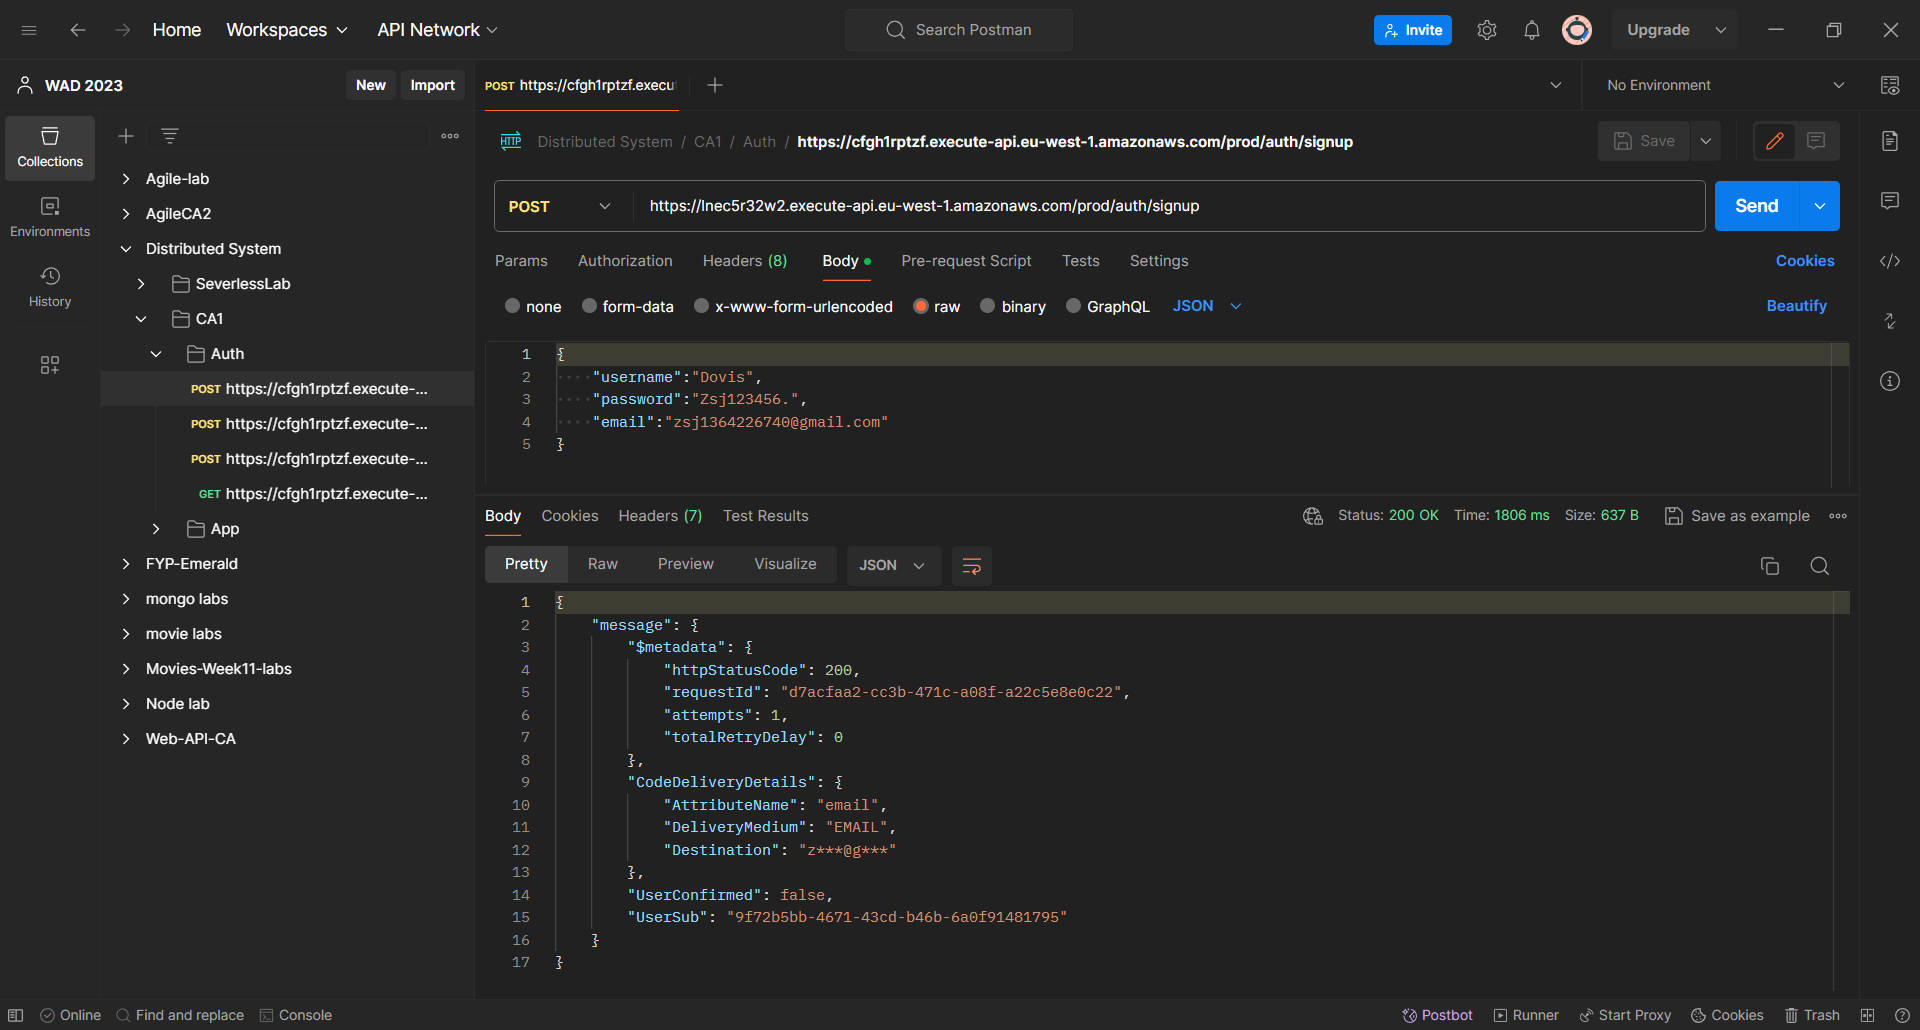 Home Workspaces API Network Search Postman Invite Upgrade
WAD 2023 New Import POST https://cfgh1rptzf.execu No Environment
Distributed System / CA1 / Auth / https://cfgh1rptzf.execute-api.eu-west-1.amazonaws.com/prod/auth/signup Save
Collections
Environments
History
Agile-lab
AgileCA2
Distributed System
SeverlessLab
CA1
Auth
POST https://cfgh1rptzf.execute-...
POST https://cfgh1rptzf.execute-...
POST https://cfgh1rptzf.execute-...
GET https://cfgh1rptzf.execute-...
App
FYP-Emerald
mongo labs
movie labs
Movies-Week11-labs
Node lab
Web-API-CA
POST https://lnec5r32w2.execute-api.eu-west-1.amazonaws.com/prod/auth/signup Send
Params Authorization Headers (8) Body Pre-request Script Tests Settings Cookies
none form-data x-www-form-urlencoded raw binary GraphQL JSON Beautify
1 {
2 "username":"Dovis",
3 "password":"Zsj123456.",
4 "email":"zsj1364226740@gmail.com"
5 }
Body Cookies Headers (7) Test Results Status: 200 OK Time: 1806 ms Size: 637 B Save as example
Pretty Raw Preview Visualize JSON
1 {
2 "message": {
3 "$metadata": {
4 "httpStatusCode": 200,
5 "requestId": "d7acfaa2-cc3b-471c-a08f-a22c5e8e0c22",
6 "attempts": 1,
7 "totalRetryDelay": 0
8 },
9 "CodeDeliveryDetails": {
10 "AttributeName": "email",
11 "DeliveryMedium": "EMAIL",
12 "Destination": "z***@g***"
13 },
14 "UserConfirmed": false,
15 "UserSub": "9f72b5bb-4671-43cd-b46b-6a0f91481795"
16 }
17 }
Online Find and replace Console Postbot Runner Start Proxy Cookies Trash